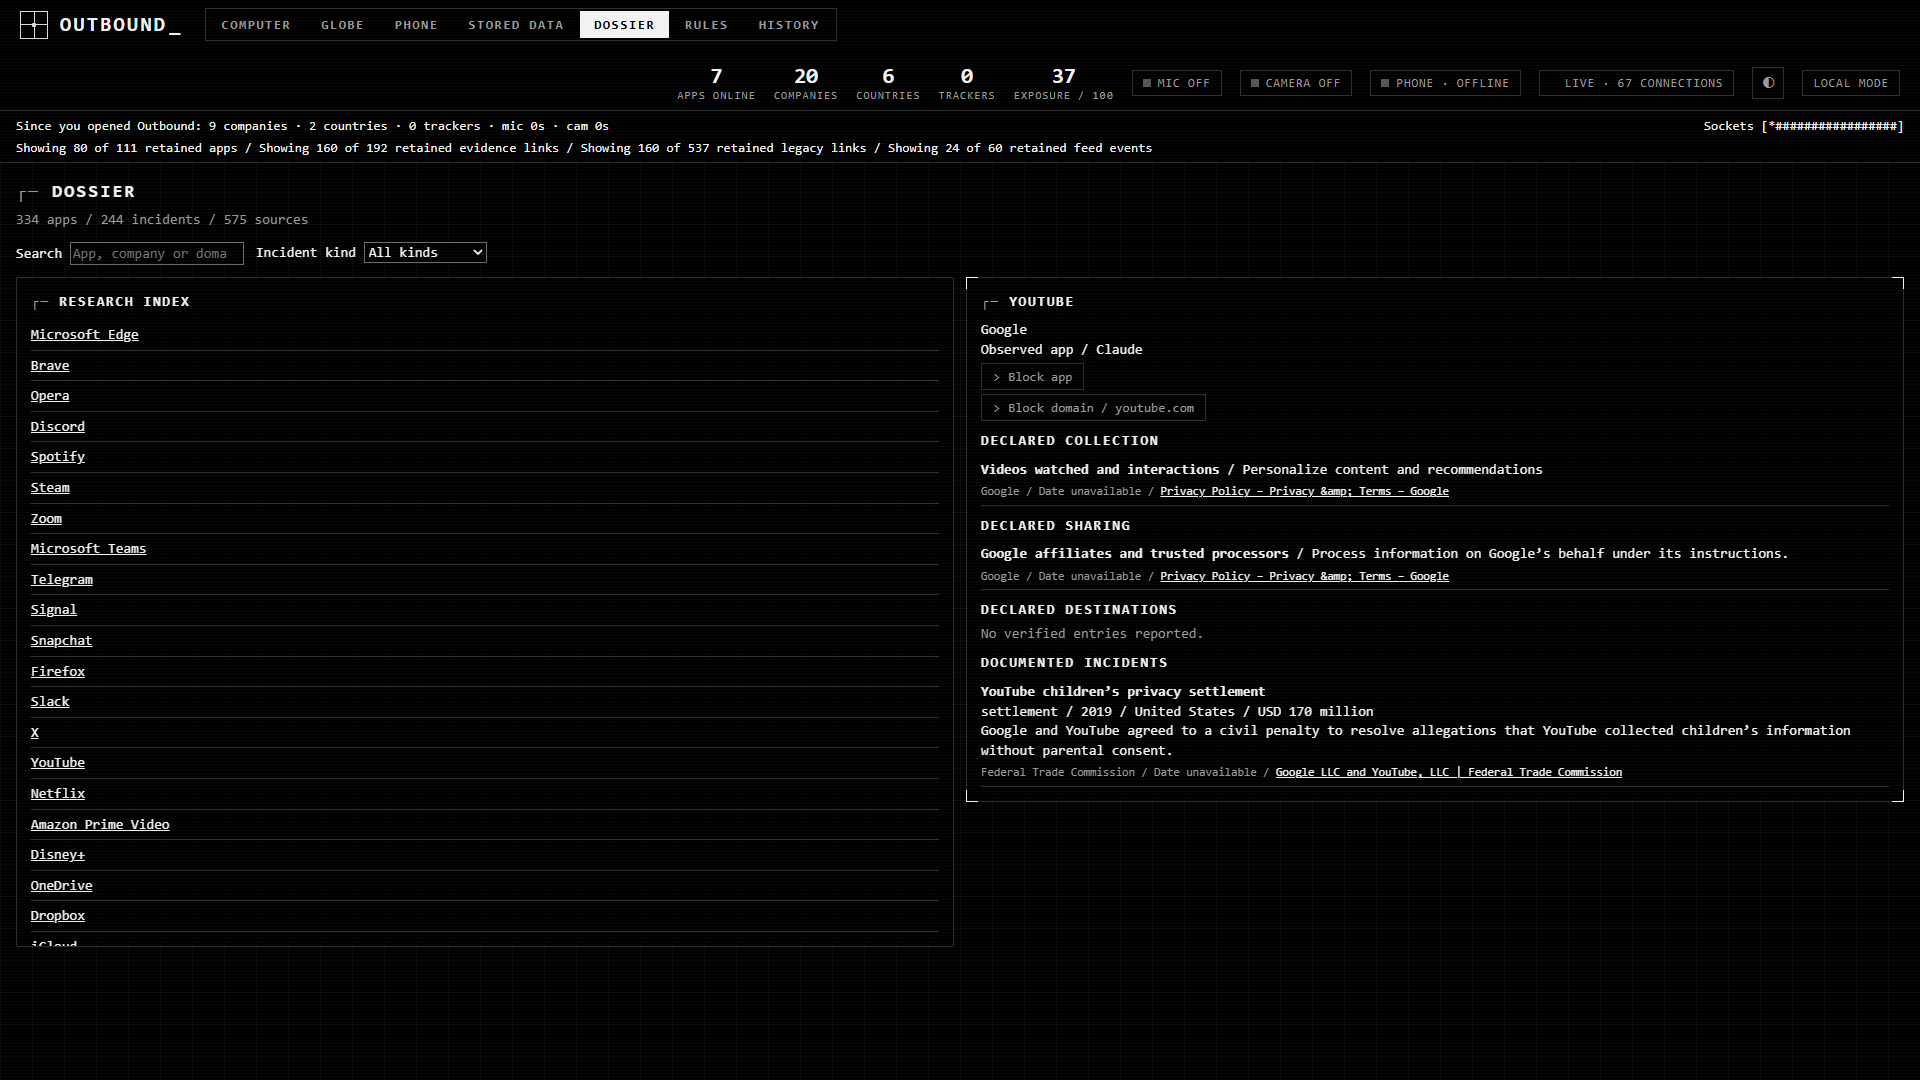 OUTBOUND_
COMPUTER GLOBE PHONE STORED DATA DOSSIER RULES HISTORY
7 APPS ONLINE
20 COMPANIES
6 COUNTRIES
0 TRACKERS
37 EXPOSURE / 100
MIC OFF
CAMERA OFF
PHONE · OFFLINE
LIVE · 67 CONNECTIONS
LOCAL MODE
Since you opened Outbound: 9 companies · 2 countries · 0 trackers · mic 0s · cam 0s
Sockets [*#################]
Showing 80 of 111 retained apps / Showing 160 of 192 retained evidence links / Showing 160 of 537 retained legacy links / Showing 24 of 60 retained feed events
┌─ DOSSIER
334 apps / 244 incidents / 575 sources
Search App, company or doma Incident kind All kinds
┌─ RESEARCH INDEX
Microsoft Edge
Brave
Opera
Discord
Spotify
Steam
Zoom
Microsoft Teams
Telegram
Signal
Snapchat
Firefox
Slack
X
YouTube
Netflix
Amazon Prime Video
Disney+
OneDrive
Dropbox
iCloud
┌─ YOUTUBE
Google
Observed app / Claude
> Block app
> Block domain / youtube.com
DECLARED COLLECTION
Videos watched and interactions / Personalize content and recommendations
Google / Date unavailable / Privacy Policy – Privacy &amp; Terms – Google
DECLARED SHARING
Google affiliates and trusted processors / Process information on Google’s behalf under its instructions.
Google / Date unavailable / Privacy Policy – Privacy &amp; Terms – Google
DECLARED DESTINATIONS
No verified entries reported.
DOCUMENTED INCIDENTS
YouTube children’s privacy settlement
settlement / 2019 / United States / USD 170 million
Google and YouTube agreed to a civil penalty to resolve allegations that YouTube collected children’s information
without parental consent.
Federal Trade Commission / Date unavailable / Google LLC and YouTube, LLC | Federal Trade Commission